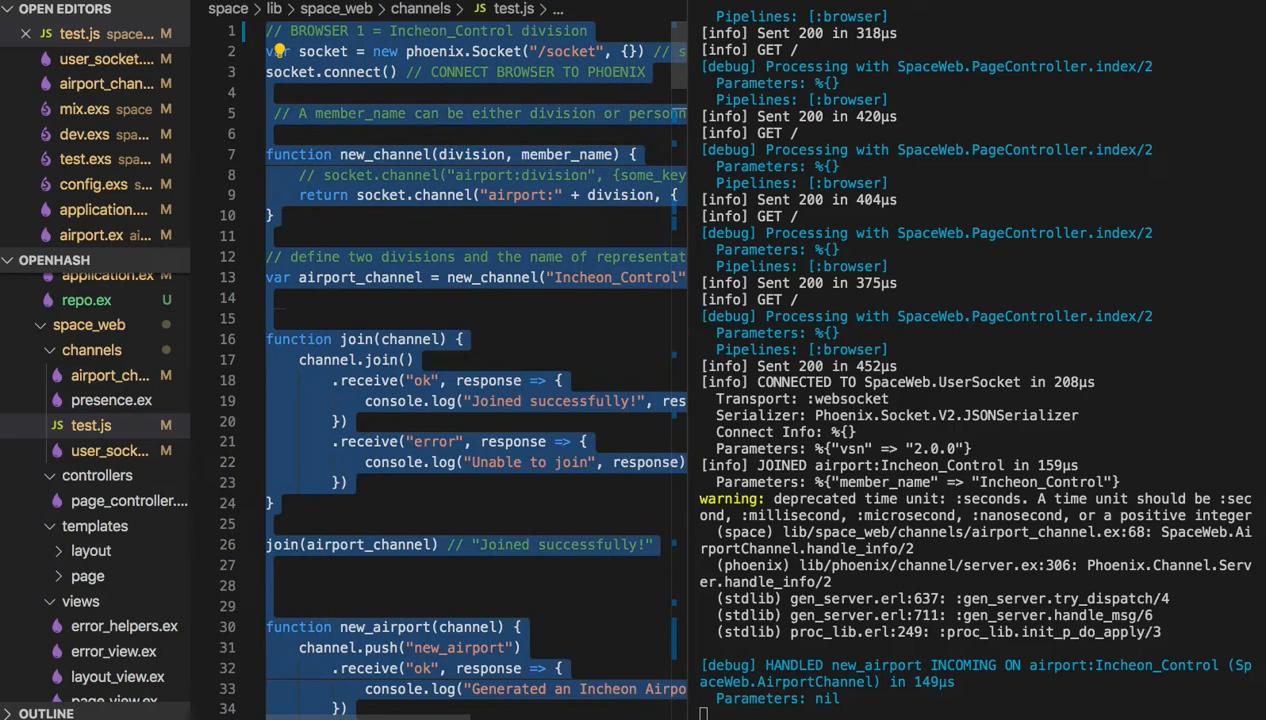 OPEN EDITORS
× JS test.js space...
user_socket....
airport_chan... M
mix.exs space M
dev.exs spa... M
test.exs spa... M
config.exs M
application.... M
airport.ex ai... M
OPENHASH
application.ex M
repo.ex U
space_web
channels
airport_ch... M
presence.ex
JS test.js M
user_sock... M
controllers
page_controller....
templates
layout
page
views
error_helpers.ex
error_view.ex
layout_view.ex
page_view.ex
OUTLINE
space > lib > space_web > channels > JS test.js > ...
1 // BROWSER 1 = Incheon_Control division
2 var socket = new phoenix.Socket("/socket", {}) // s
3 socket.connect() // CONNECT BROWSER TO PHOENIX
4
5 // A member_name can be either division or personn
6
7 function new_channel(division, member_name) {
8 // socket.channel("airport:division", {some_key
9 return socket.channel("airport:" + division, {
10 }
11
12 // define two divisions and the name of representat
13 var airport_channel = new_channel("Incheon_Control"
14
15
16 function join(channel) {
17 channel.join()
18 .receive("ok", response => {
19 console.log("Joined successfully!", res
20 })
21 .receive("error", response => {
22 console.log("Unable to join", response)
23 })
24 }
25
26 join(airport_channel) // "Joined successfully!"
27
28
29
30 function new_airport(channel) {
31 channel.push("new_airport")
32 .receive("ok", response => {
33 console.log("Generated an Incheon Airpo
34 })
Pipelines: [:browser]
[info] Sent 200 in 318µs
[info] GET /
[debug] Processing with SpaceWeb.PageController.index/2
Parameters: %{}
Pipelines: [:browser]
[info] Sent 200 in 420µs
[info] GET /
[debug] Processing with SpaceWeb.PageController.index/2
Parameters: %{}
Pipelines: [:browser]
[info] Sent 200 in 404µs
[info] GET /
[debug] Processing with SpaceWeb.PageController.index/2
Parameters: %{}
Pipelines: [:browser]
[info] Sent 200 in 375µs
[info] GET /
[debug] Processing with SpaceWeb.PageController.index/2
Parameters: %{}
Pipelines: [:browser]
[info] Sent 200 in 452µs
[info] CONNECTED TO SpaceWeb.UserSocket in 208µs
Transport: :websocket
Serializer: Phoenix.Socket.V2.JSONSerializer
Connect Info: %{}
Parameters: %{"vsn" => "2.0.0"}
[info] JOINED airport:Incheon_Control in 159µs
Parameters: %{"member_name" => "Incheon_Control"}
warning: deprecated time unit: :seconds. A time unit should be :sec
ond, :millisecond, :microsecond, :nanosecond, or a positive integer
(space) lib/space_web/channels/airport_channel.ex:68: SpaceWeb.Ai
rportChannel.handle_info/2
(phoenix) lib/phoenix/channel/server.ex:306: Phoenix.Channel.Serv
er.handle_info/2
(stdlib) gen_server.erl:637: :gen_server.try_dispatch/4
(stdlib) gen_server.erl:711: :gen_server.handle_msg/6
(stdlib) proc_lib.erl:249: :proc_lib.init_p_do_apply/3
[debug] HANDLED new_airport INCOMING ON airport:Incheon_Control (Sp
aceWeb.AirportChannel) in 149µs
Parameters: nil